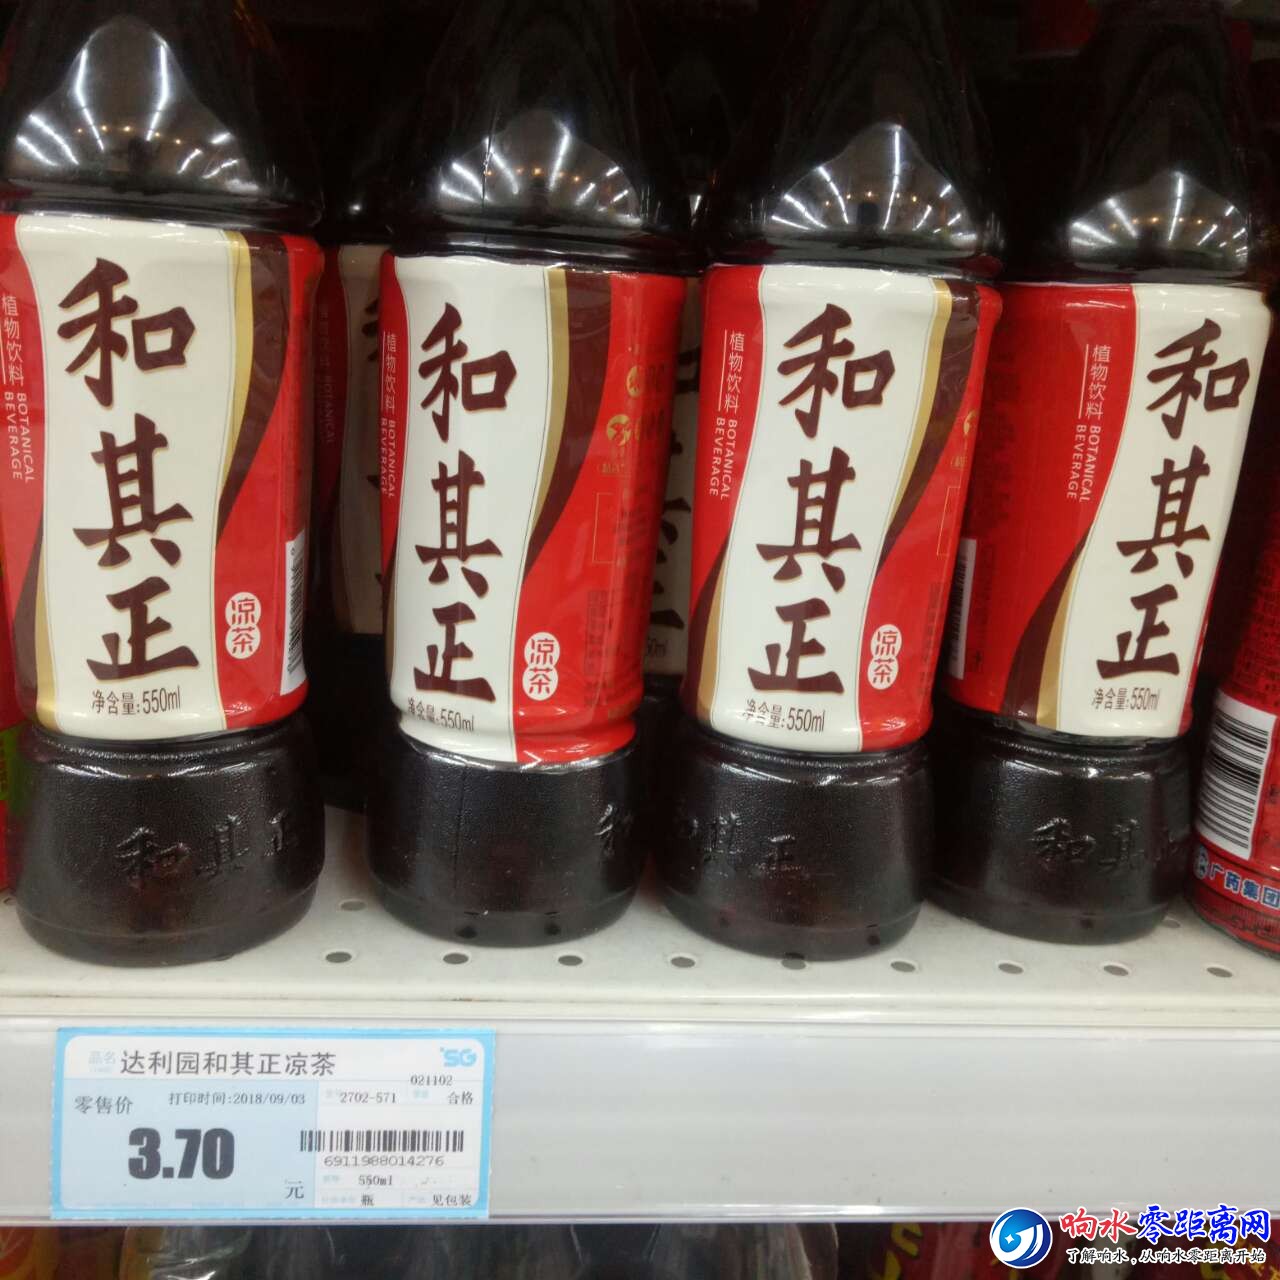 和其正
植物饮料
BOTANICAL
BEVERAGE
凉茶
净含量:550ml
和其正
和其正
植物饮料
BOTANICAL
BEVERAGE
凉茶
净含量:550ml
和
和其正
植物饮料
BOTANICAL
BEVERAGE
凉茶
净含量:550ml
其正
和其正
植物饮料
BOTANICAL
BEVERAGE
净含量:550ml
和其
广药集团
品名
达利园和其正凉茶
SG
021102
零售价
打印时间:2018/09/03
2702-571
合格
3.70
元
6911988014276
550ml
瓶
见包装
响水零距离网
了解响水，从响水零距离开始